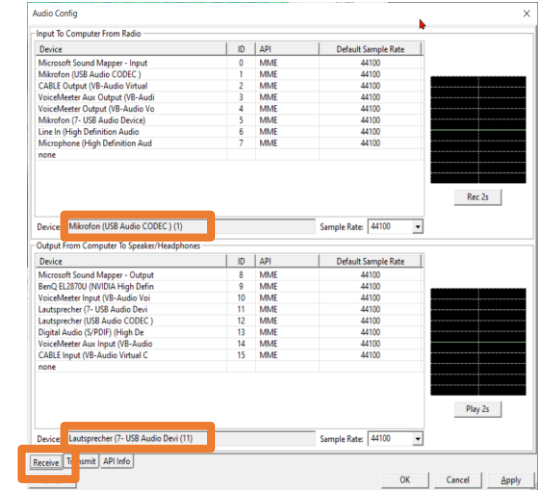 Audio Config
Input To Computer From Radio
Device ID API Default Sample Rate
Microsoft Sound Mapper - Input 0 MME 44100
Mikrofon (USB Audio CODEC ) 1 MME 44100
CABLE Output (VB-Audio Virtual 2 MME 44100
VoiceMeeter Aux Output (VB-Audi 3 MME 44100
VoiceMeeter Output (VB-Audio Vo 4 MME 44100
Mikrofon (7- USB Audio Device) 5 MME 44100
Line In (High Definition Audio 6 MME 44100
Microphone (High Definition Aud 7 MME 44100
none
Rec 2s
Device: Mikrofon (USB Audio CODEC ) (1) Sample Rate: 44100
Output From Computer To Speaker/Headphones
Device ID API Default Sample Rate
Microsoft Sound Mapper - Output 8 MME 44100
BenQ EL2870U (NVIDIA High Defin 9 MME 44100
VoiceMeeter Input (VB-Audio Voi 10 MME 44100
Lautsprecher (7- USB Audio Devi 11 MME 44100
Lautsprecher (USB Audio CODEC ) 12 MME 44100
Digital Audio (S/PDIF) (High De 13 MME 44100
VoiceMeeter Aux Input (VB-Audio 14 MME 44100
CABLE Input (VB-Audio Virtual C 15 MME 44100
none
Play 2s
Device: Lautsprecher (7- USB Audio Devi (11) Sample Rate: 44100
Receive Transmit API Info
OK Cancel Apply